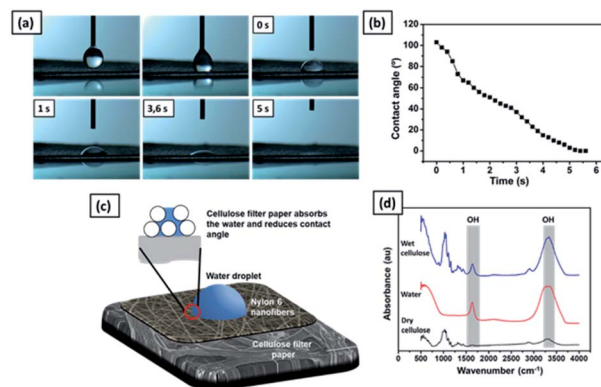 (a)
0 s
1 s
3,6 s
5 s
(b)
Contact angle (º)
120
100
80
60
40
20
0
0 1 2 3 4 5 6
Time (s)
(c)
Cellulose filter paper absorbs
the water and reduces contact
angle
Water droplet
Nylon 6
nanofibers
Cellulose filter
paper
(d)
OH OH
Absorbance (au)
Wet
cellulose
Water
Dry
cellulose
0 500 1000 1500 2000 2500 3000 3500 4000
Wavenumber (cm-1)